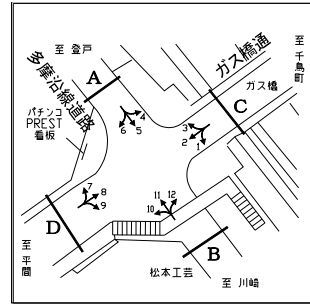 至 登戸
多摩沿線道路
A
ガス橋通
至 千鳥町
ガス橋
パチンコ
PREST
看板
4
6 5
3
2
1
C
7
8
9
11 12
10
D
B
至 平間
松本工芸
至 川崎